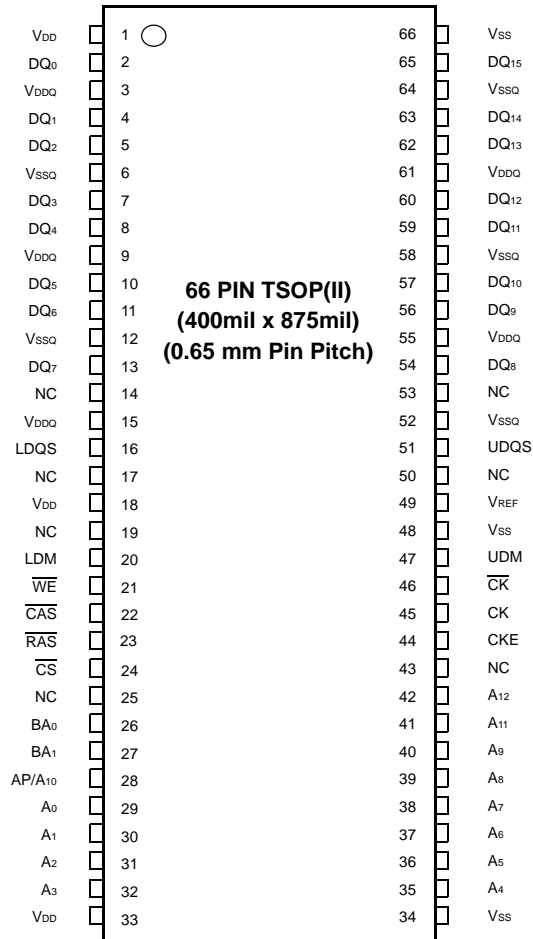 VDD 1 66 VSS
DQ0 2 65 DQ15
VDDQ 3 64 VSSQ
DQ1 4 63 DQ14
DQ2 5 62 DQ13
VSSQ 6 61 VDDQ
DQ3 7 60 DQ12
DQ4 8 59 DQ11
VDDQ 9 58 VSSQ
DQ5 10 57 DQ10
66 PIN TSOP(II)
DQ6 11 56 DQ9
(400mil x 875mil)
VSSQ 12 55 VDDQ
(0.65 mm Pin Pitch)
DQ7 13 54 DQ8
NC 14 53 NC
VDDQ 15 52 VSSQ
LDQS 16 51 UDQS
NC 17 50 NC
VDD 18 49 VREF
NC 19 48 VSS
LDM 20 47 UDM
W̅E̅ 21 46 C̅K̅
C̅A̅S̅ 22 45 CK
R̅A̅S̅ 23 44 CKE
C̅S̅ 24 43 NC
NC 25 42 A12
BA0 26 41 A11
BA1 27 40 A9
AP/A10 28 39 A8
A0 29 38 A7
A1 30 37 A6
A2 31 36 A5
A3 32 35 A4
VDD 33 34 VSS